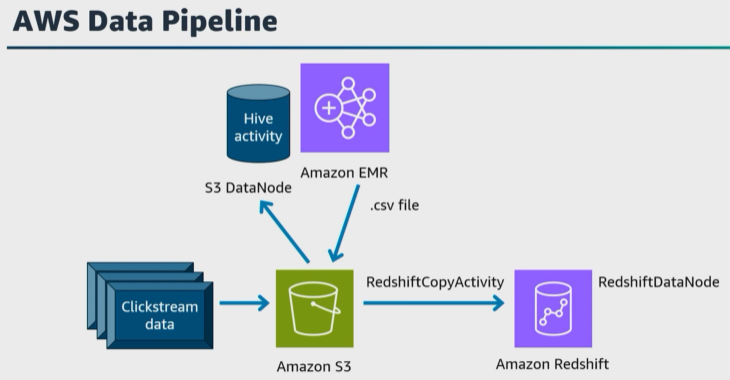 AWS Data Pipeline
Hive
activity
Amazon EMR
S3 DataNode
.csv file
Clickstream
data
RedshiftCopyActivity
RedshiftDataNode
Amazon S3
Amazon Redshift